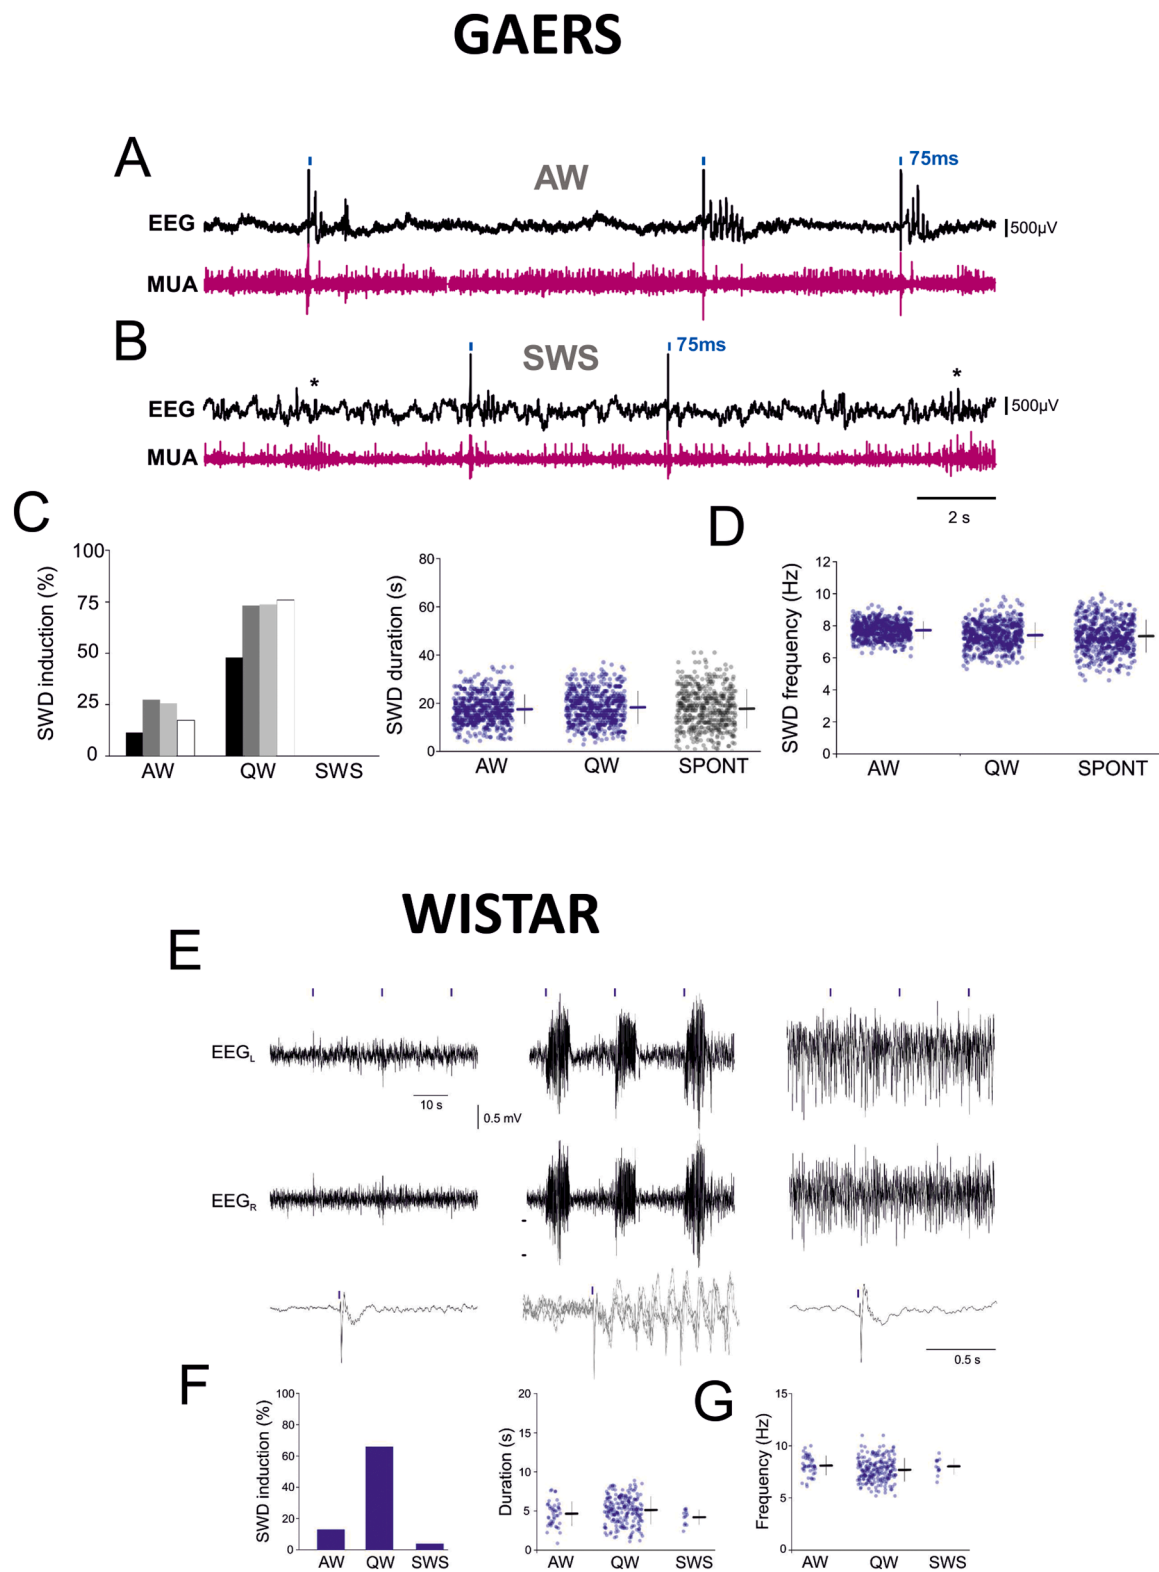 GAERS
A
AW
75ms
EEG
500µV
MUA
B
SWS
75ms
*
*
EEG
500µV
MUA
2 s
C
SWD induction (%)
100
75
50
25
0
AW QW SWS
SWD duration (s)
80
60
40
20
0
AW QW SPONT
D
SWD frequency (Hz)
12
10
8
6
4
2
0
AW QW SPONT
WISTAR
E
EEG_L
10 s
0.5 mV
EEG_R
0.5 s
F
SWD induction (%)
100
80
60
40
20
0
AW QW SWS
Duration (s)
20
15
10
5
0
AW QW SWS
G
Frequency (Hz)
15
10
5
0
AW QW SWS